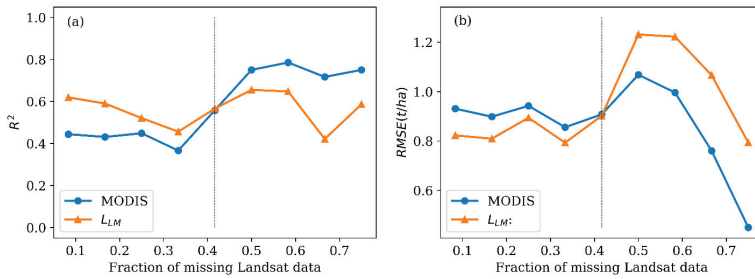 (a)
1.0
0.8
0.6
0.4
0.2
0.0
R²
MODIS
L_LM
0.1 0.2 0.3 0.4 0.5 0.6 0.7
Fraction of missing Landsat data
(b)
1.2
1.0
0.8
0.6
RMSE(t/ha)
MODIS
L_LM:
0.1 0.2 0.3 0.4 0.5 0.6 0.7
Fraction of missing Landsat data